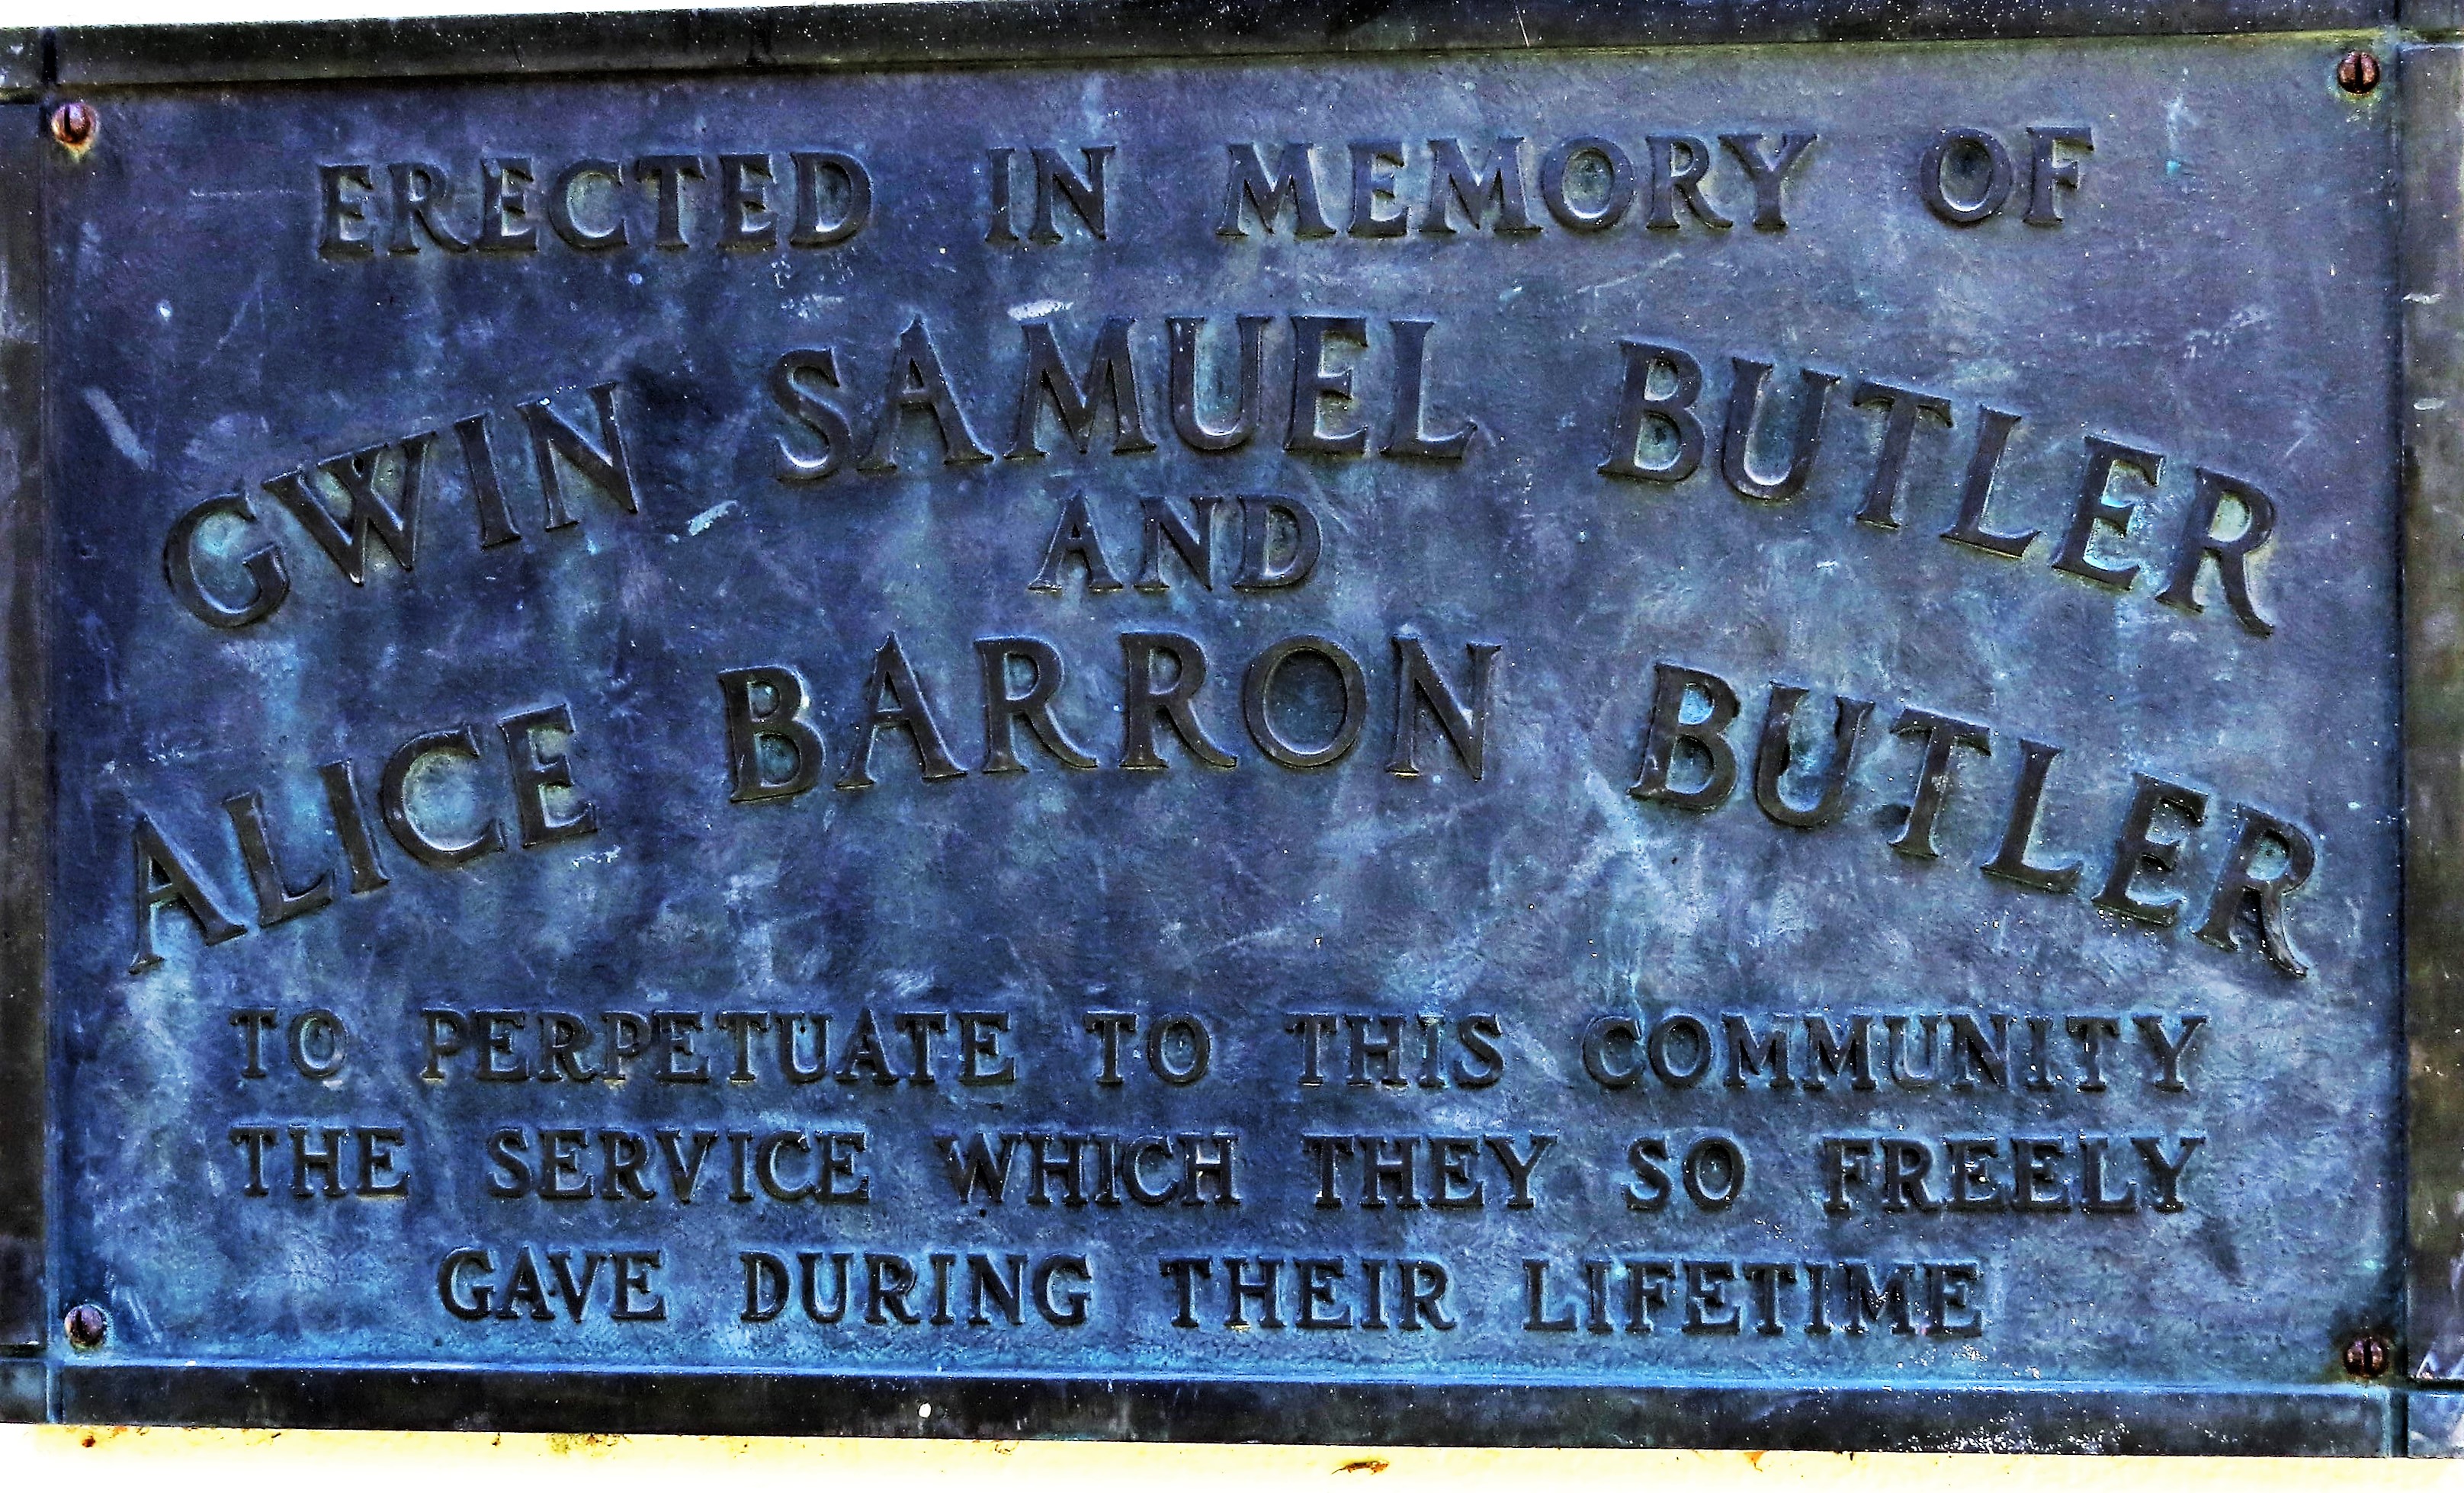 ERECTED IN MEMORY OF
GWIN SAMUEL BUTLER
AND
ALICE BARRON BUTLER
TO PERPETUATE TO THIS COMMUNITY
THE SERVICE WHICH THEY SO FREELY
GAVE DURING THEIR LIFETIME